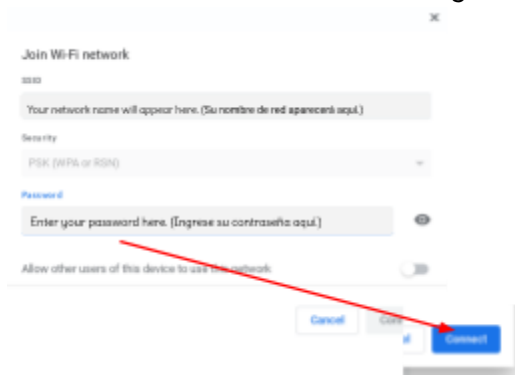 Join Wi-Fi network
SSID
Your network name will appear here. (Su nombre de red aparecerá aquí.)
Security
PSK (WPA or RSN)
Password
Enter your password here. (Ingrese su contraseña aquí.)
Allow other users of this device to use this network
Cancel Con
el Connect